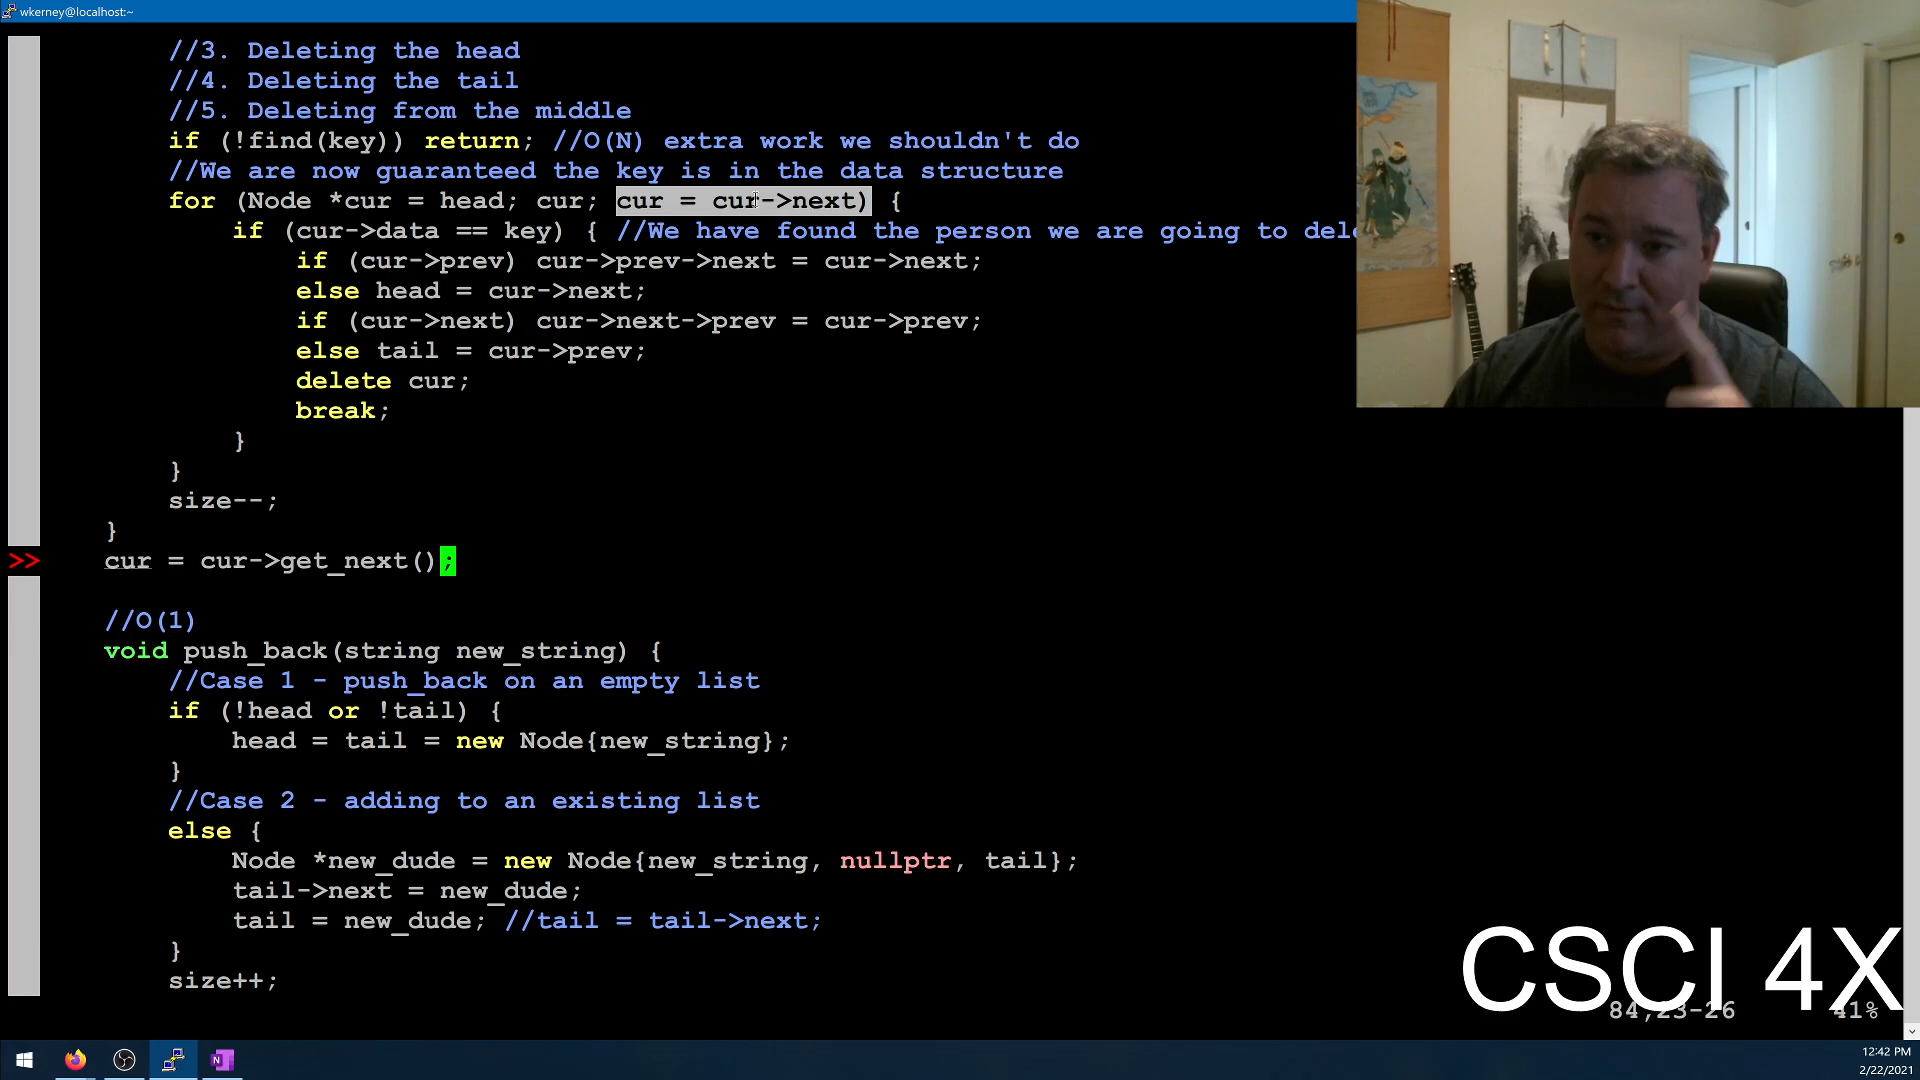 wkerney@localhost:~
//3. Deleting the head
//4. Deleting the tail
//5. Deleting from the middle
if (!find(key)) return; //O(N) extra work we shouldn't do
//We are now guaranteed the key is in the data structure
for (Node *cur = head; cur; cur = cur->next) {
if (cur->data == key) { //We have found the person we are going to del
if (cur->prev) cur->prev->next = cur->next;
else head = cur->next;
if (cur->next) cur->next->prev = cur->prev;
else tail = cur->prev;
delete cur;
break;
}
}
size--;
}
>> cur = cur->get_next();
//O(1)
void push_back(string new_string) {
//Case 1 - push_back on an empty list
if (!head or !tail) {
head = tail = new Node{new_string};
}
//Case 2 - adding to an existing list
else {
Node *new_dude = new Node{new_string, nullptr, tail};
tail->next = new_dude;
tail = new_dude; //tail = tail->next;
}
size++;
CSCI 4X
84,23-26 41%
12:42 PM
2/22/2021